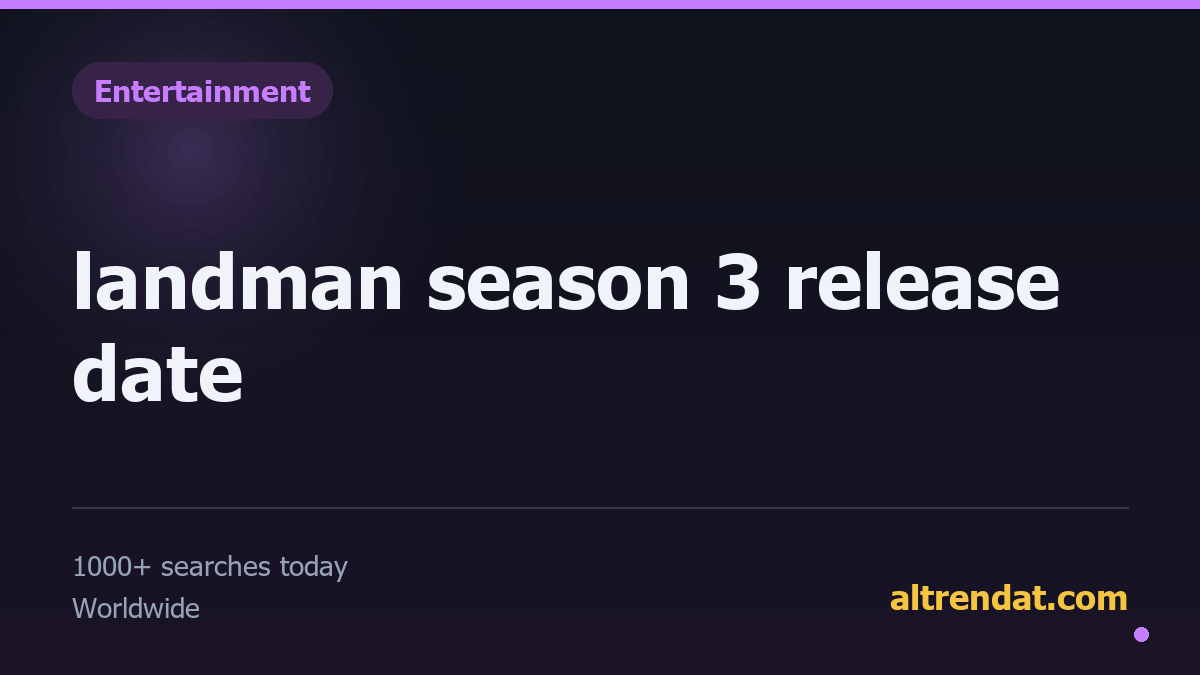 Entertainment
landman season 3 release
date
1000+ searches today
Worldwide
altrendat.com